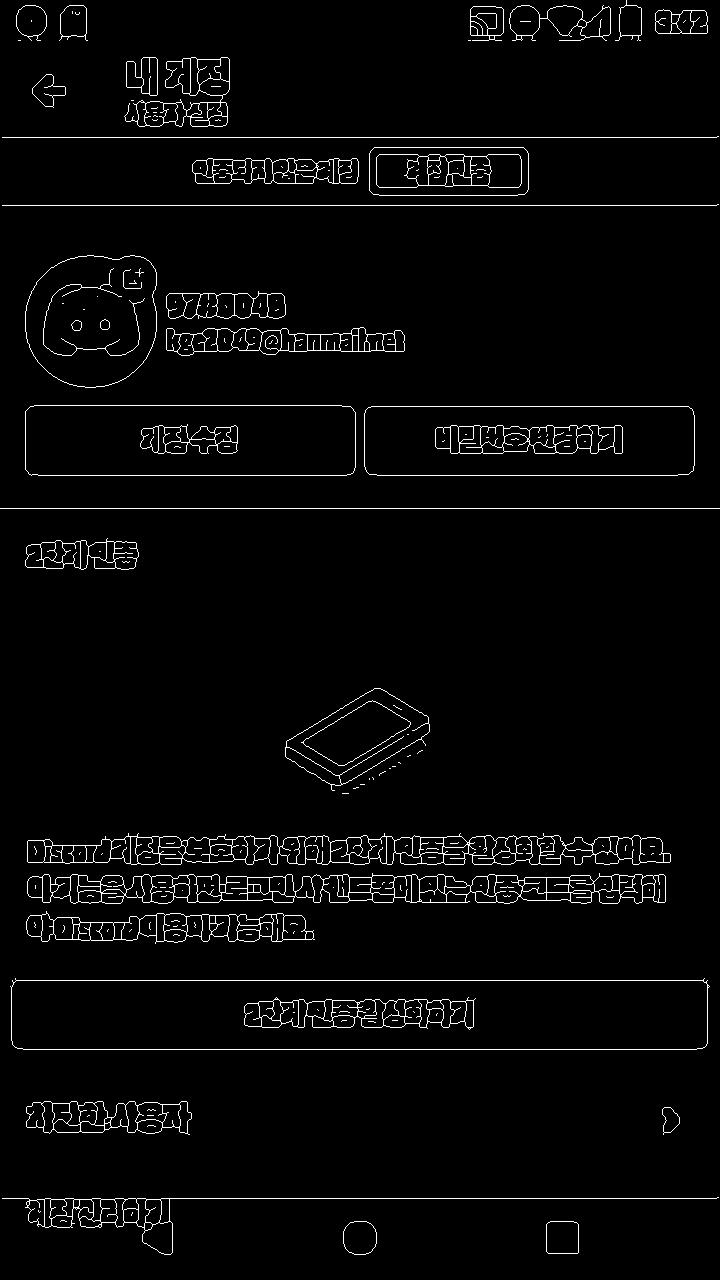 3:42
내 계정
사용자 설정
인증되지 않은 계정
계정 인증
kgc2049@hanmail.net
계정 수정
비밀번호 변경하기
2단계 인증
Discord 계정을 보호하기 위해 2단계 인증을 활성화할 수 있어요.
이 기능을 사용하면 로그인 시 핸드폰에 있는 인증 코드를 입력해
야 Discord 이용이 가능해요.
2단계 인증 활성화하기
차단한 사용자
계정 관리하기